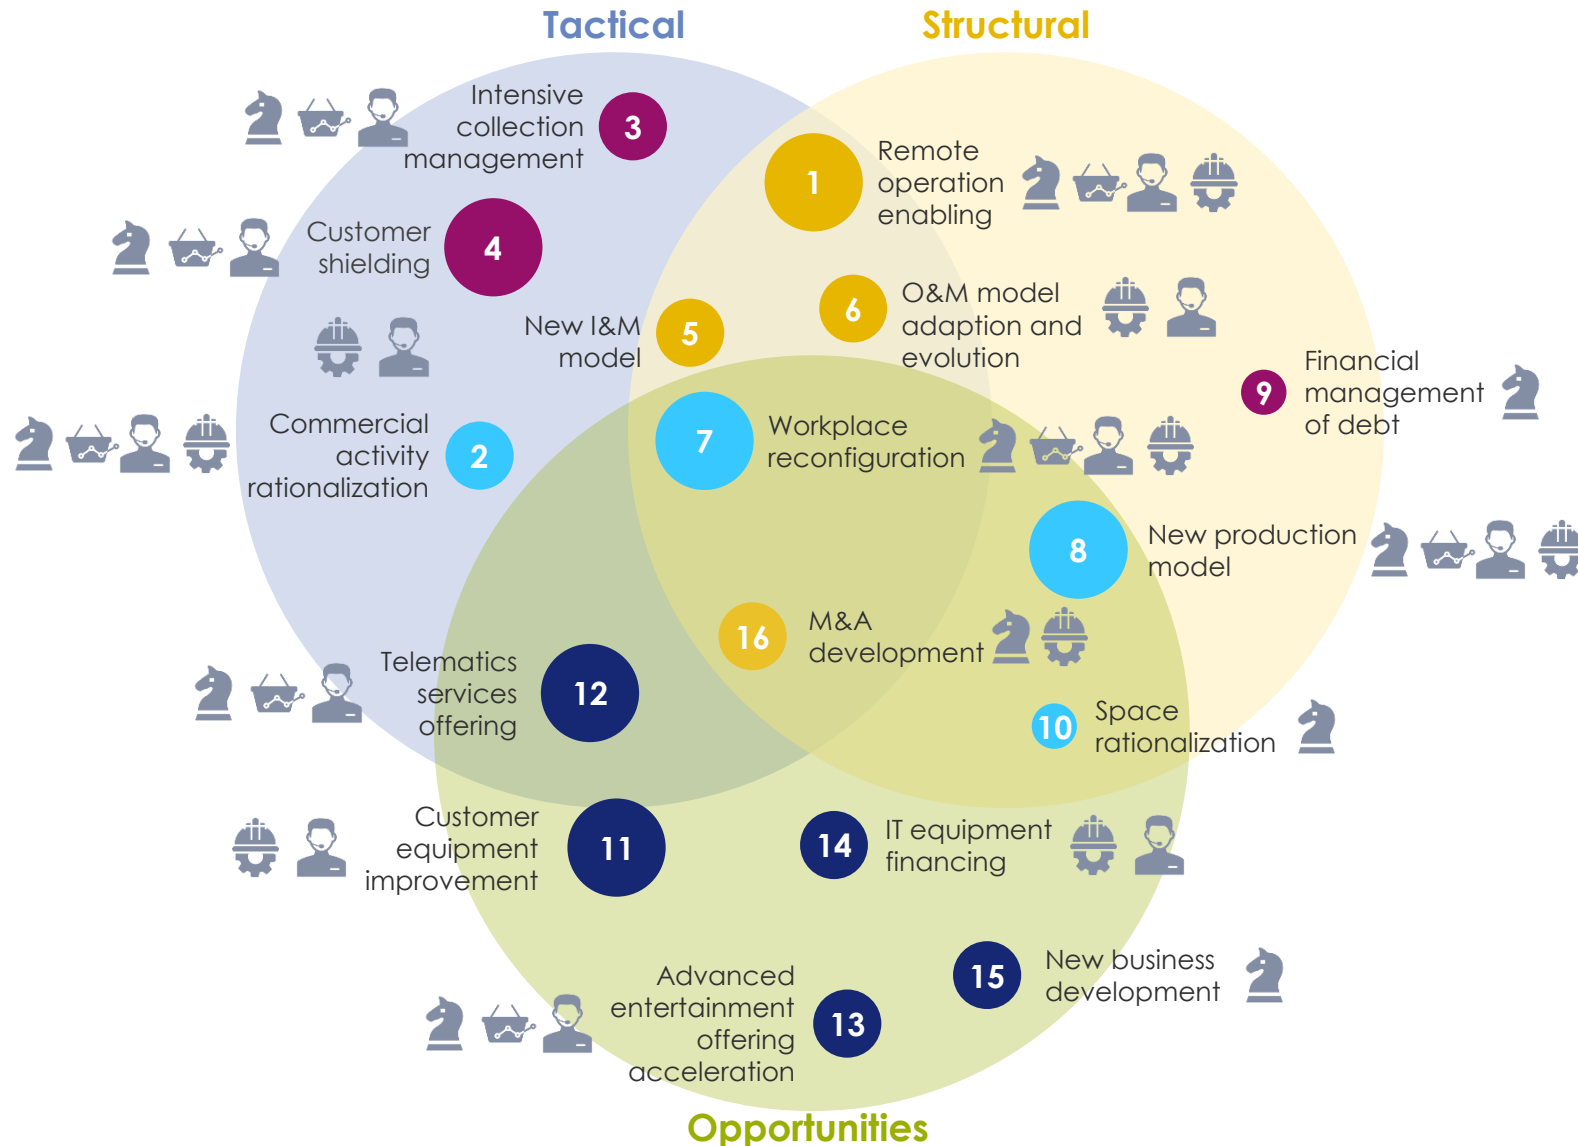 Tactical
Structural
Intensive
collection
management
3
1
Remote
operation
enabling
Customer
shielding
4
New I&M
model
5
6
O&M model
adaption and
evolution
9
Financial
management
of debt
Commercial
activity
rationalization
2
7
Workplace
reconfiguration
8
New production
model
16
M&A
development
Telematics
services
offering
12
10
Space
rationalization
Customer
equipment
improvement
11
14
IT equipment
financing
15
New business
development
Advanced
entertainment
offering
acceleration
13
Opportunities